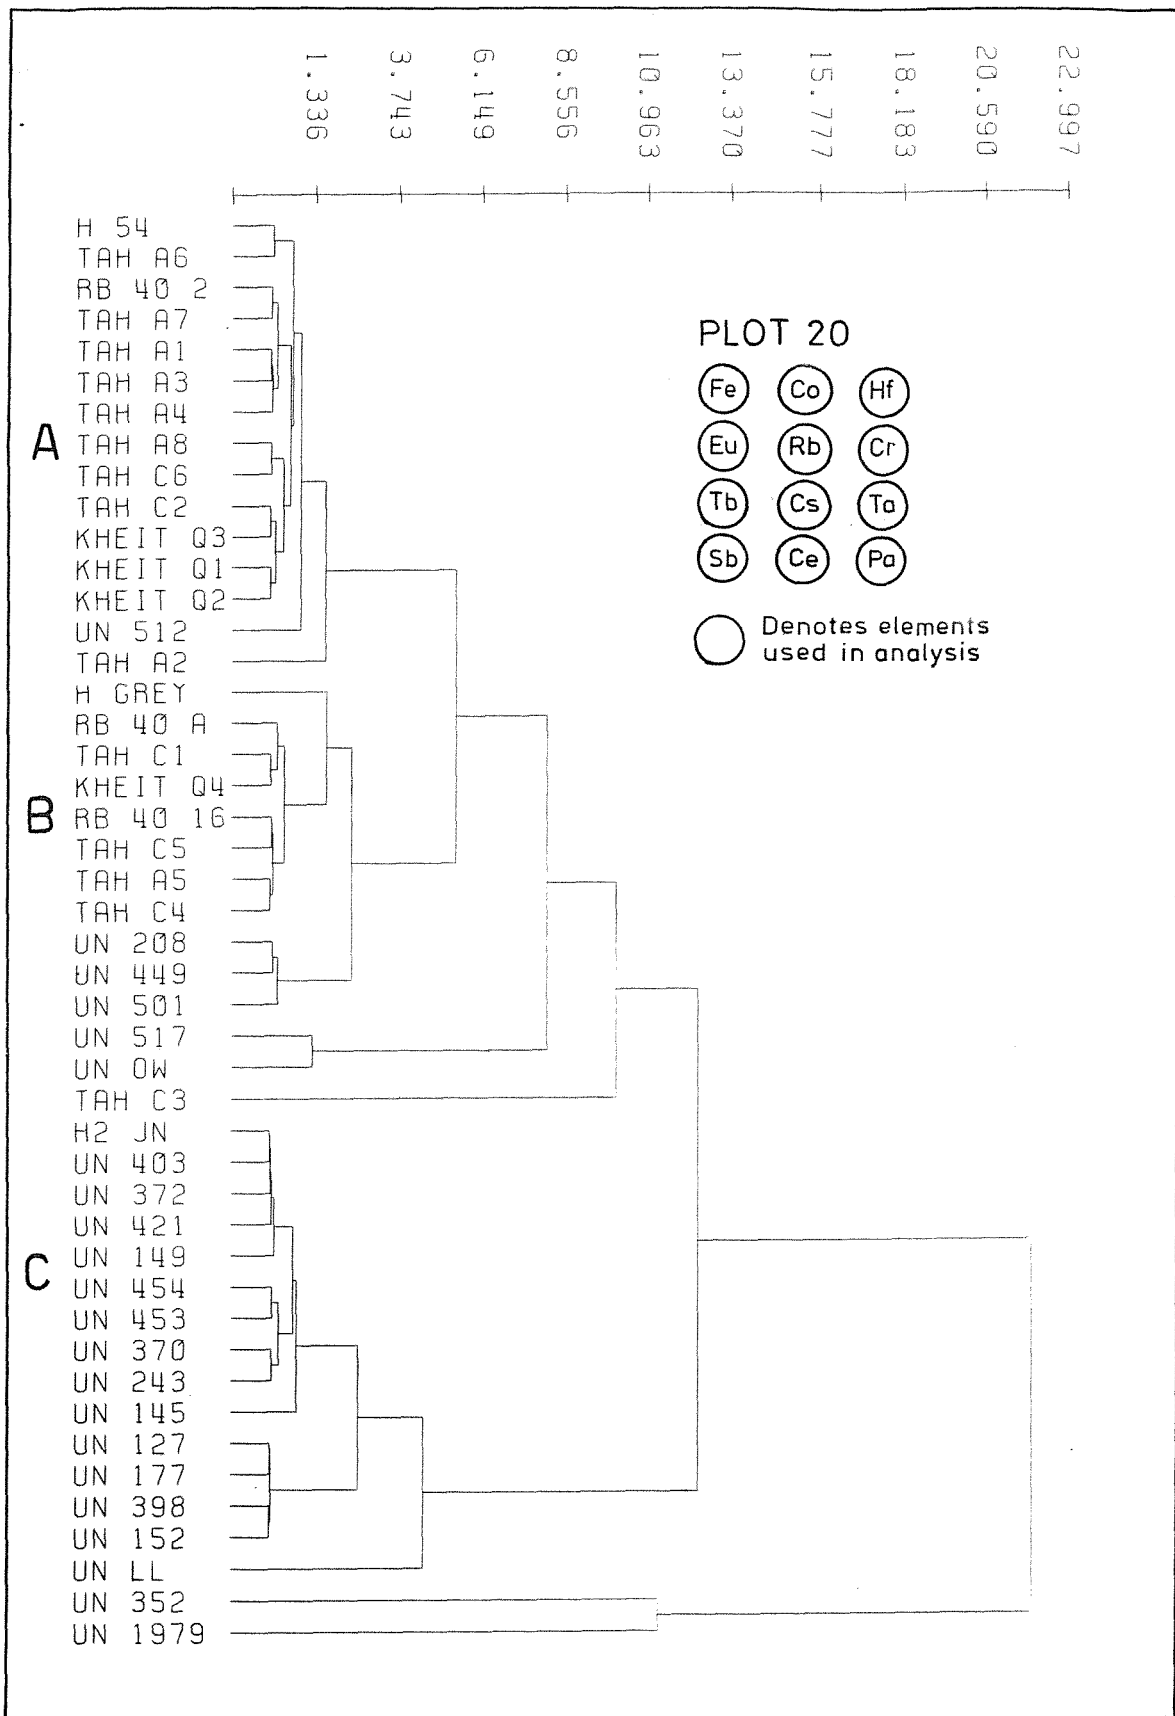 1.336 3.743 6.149 8.556 10.963 13.370 15.777 18.183 20.590 22.997
H 54
TAH A6
RB 40 2
TAH A7
TAH A1
TAH A3
TAH A4
A
TAH A8
TAH C6
TAH C2
KHEIT Q3
KHEIT Q1
KHEIT Q2
UN 512
TAH A2
H GREY
RB 40 A
TAH C1
KHEIT Q4
B
RB 40 16
TAH C5
TAH A5
TAH C4
UN 208
UN 449
UN 501
UN 517
UN OW
TAH C3
H2 JN
UN 403
UN 372
UN 421
UN 149
C
UN 454
UN 453
UN 370
UN 243
UN 145
UN 127
UN 177
UN 398
UN 152
UN LL
UN 352
UN 1979
PLOT 20
Fe Co Hf
Eu Rb Cr
Tb Cs Ta
Sb Ce Pa
Denotes elements
used in analysis